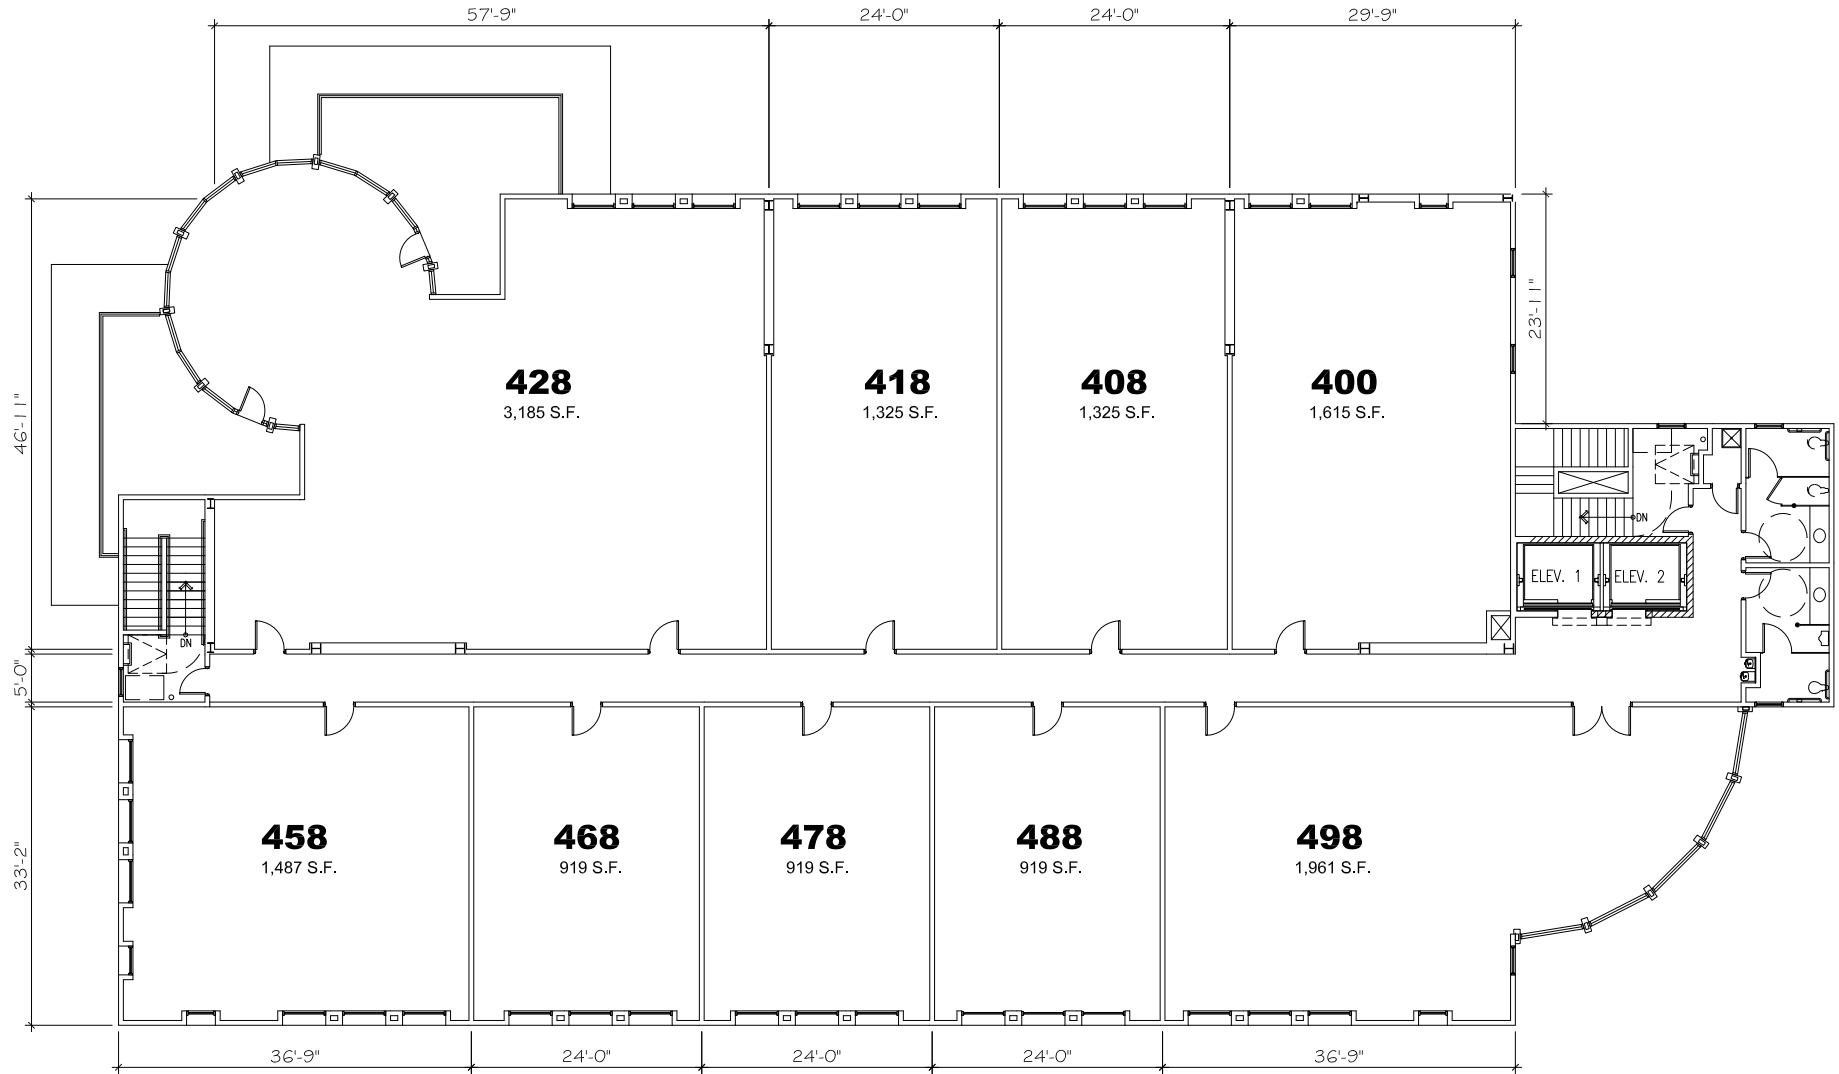 57'-9"
24'-0"
24'-0"
29'-9"
46'-11"
23'-11"
428
3,185 S.F.
418
1,325 S.F.
408
1,325 S.F.
400
1,615 S.F.
DN
ELEV. 1
ELEV. 2
DN
5'-0"
33'-2"
458
1,487 S.F.
468
919 S.F.
478
919 S.F.
488
919 S.F.
498
1,961 S.F.
36'-9"
24'-0"
24'-0"
24'-0"
36'-9"